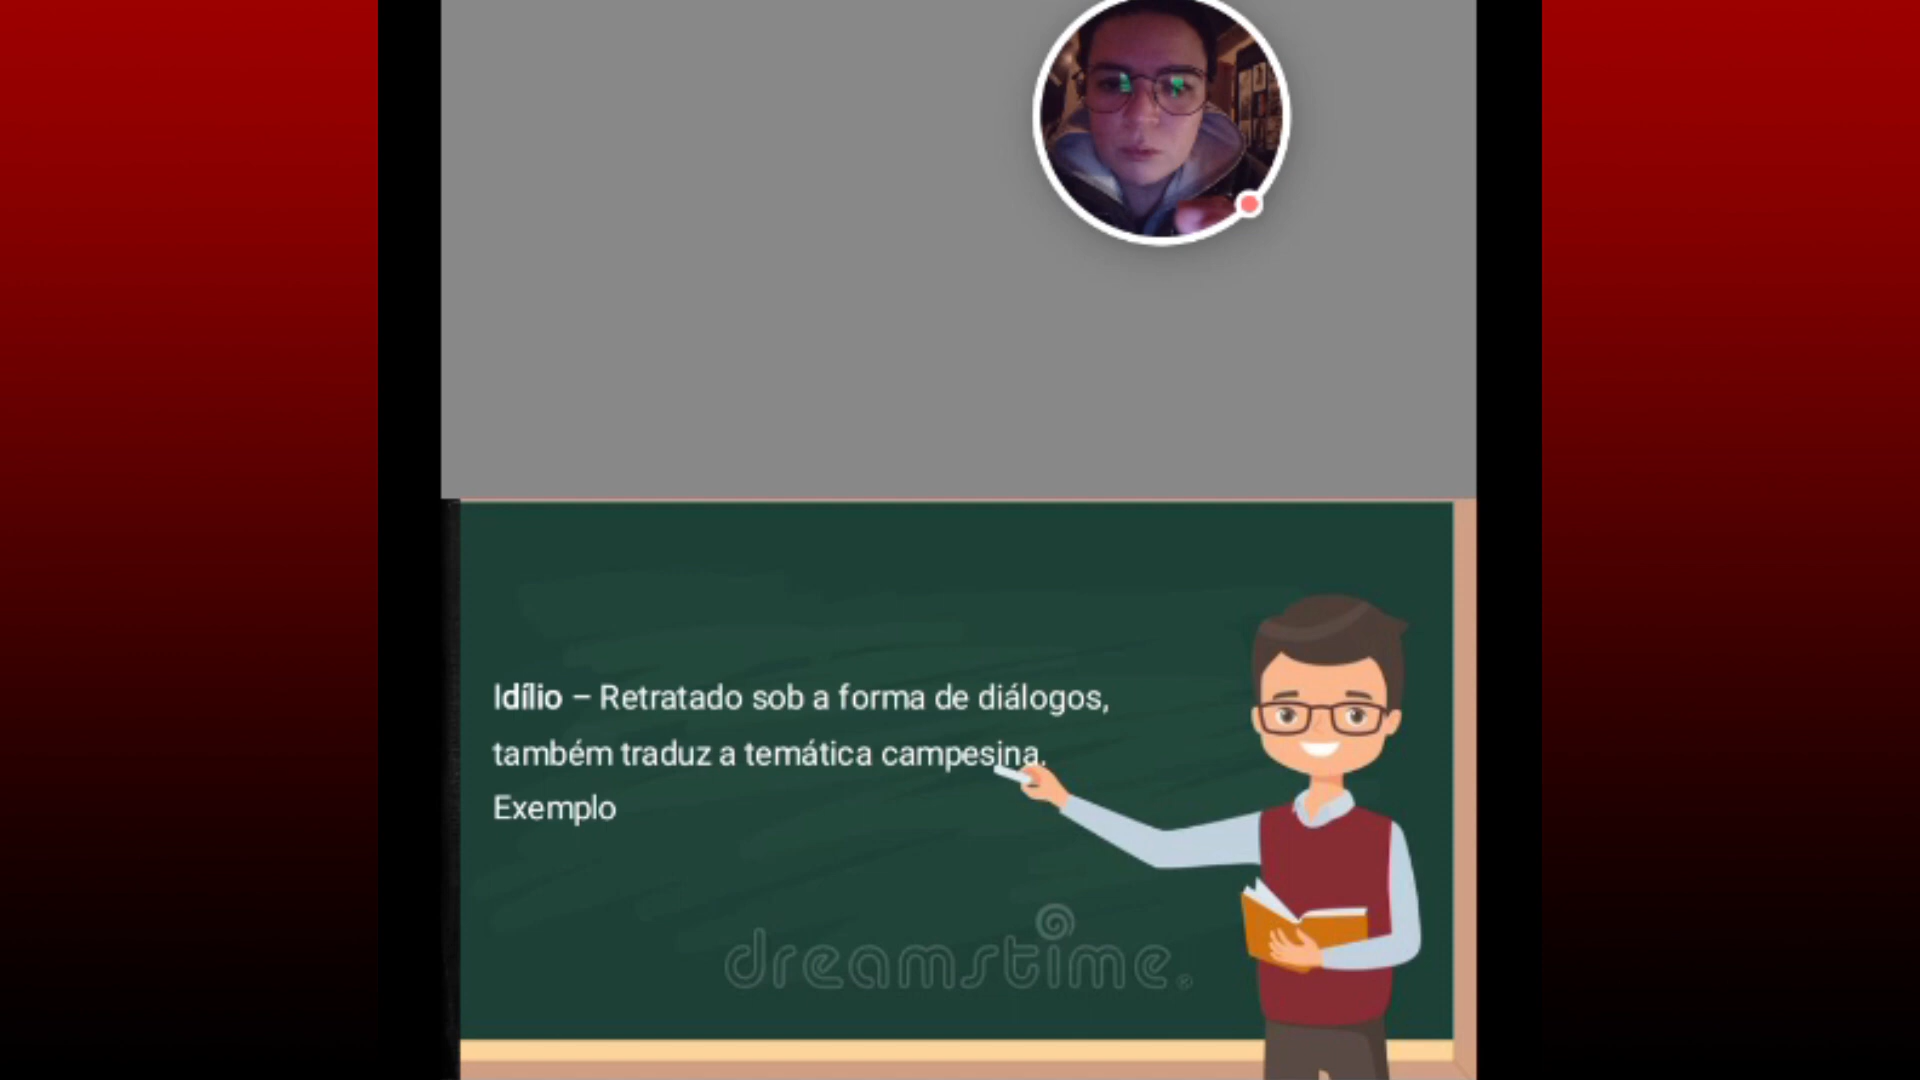 Idílio – Retratado sob a forma de diálogos,
também traduz a temática campesina.
Exemplo
dreamstime.